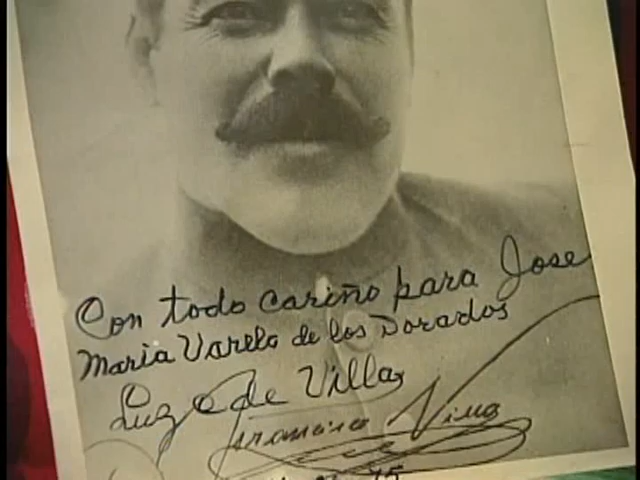 Con todo cariño para Jose
Maria Varela de los Dorados
Luz C de Villa
Francisco Villa